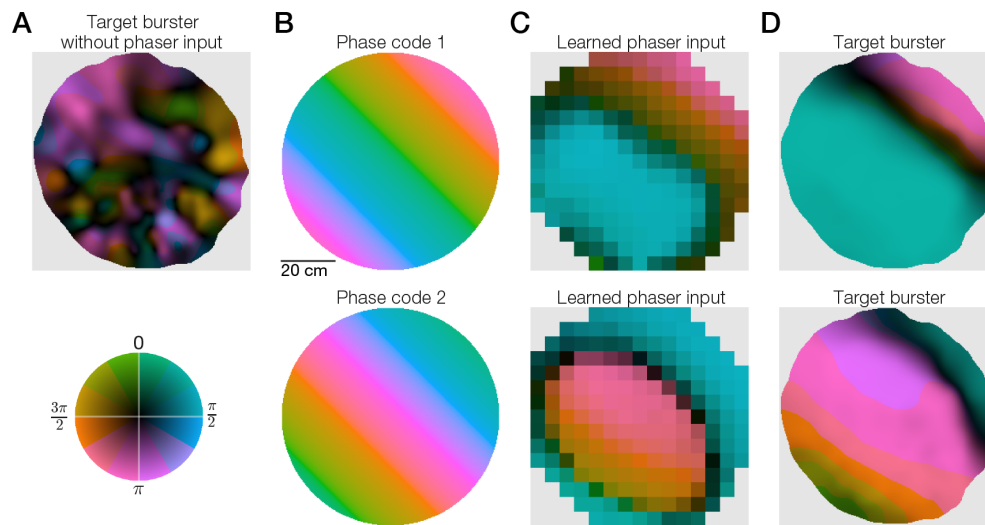 A
Target burster
without phaser input
B
Phase code 1
C
Learned phaser input
D
Target burster
20 cm
Phase code 2
Learned phaser input
Target burster
0
3π/2
π/2
π